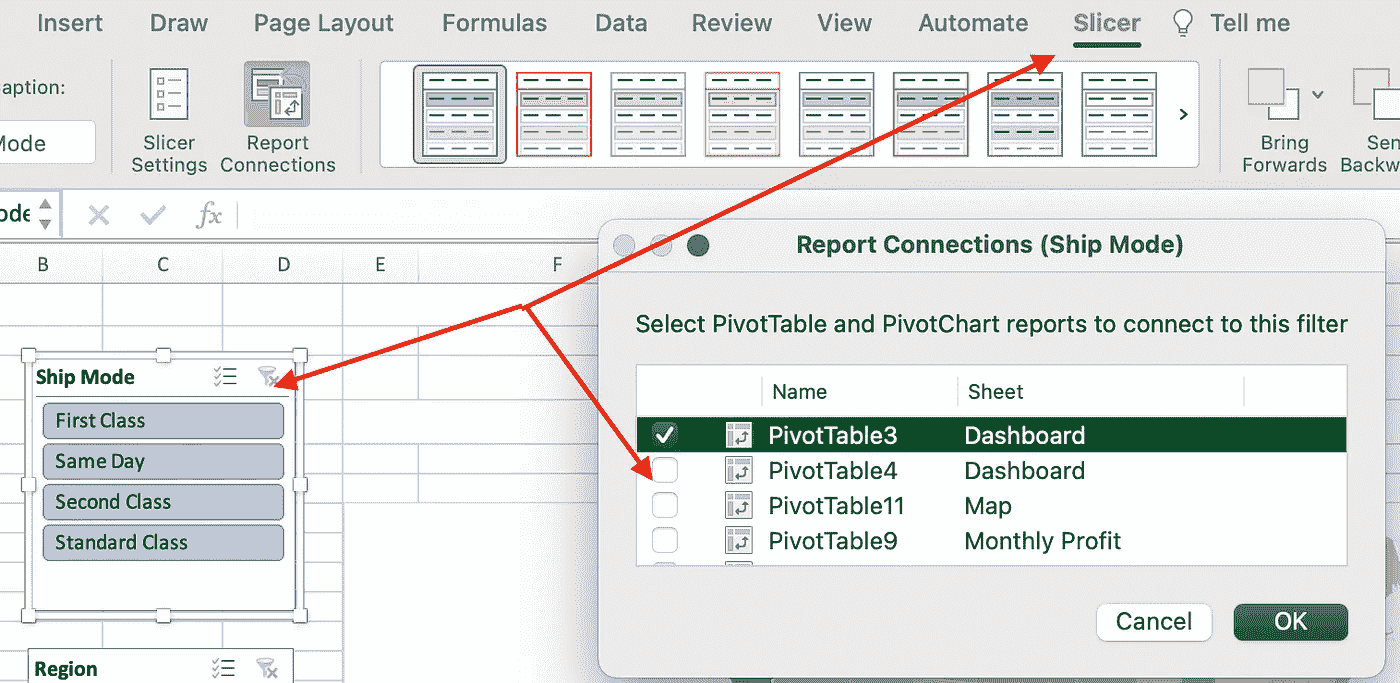 Insert Draw Page Layout Formulas Data Review View Automate Slicer Tell me
aption:
Mode
Slicer Settings
Report Connections
Bring Forwards
Sen
Backw
ode fx
B C D E F
Report Connections (Ship Mode)
Select PivotTable and PivotChart reports to connect to this filter
Name Sheet
PivotTable3 Dashboard
PivotTable4 Dashboard
PivotTable11 Map
PivotTable9 Monthly Profit
Cancel OK
Ship Mode
First Class
Same Day
Second Class
Standard Class
Region